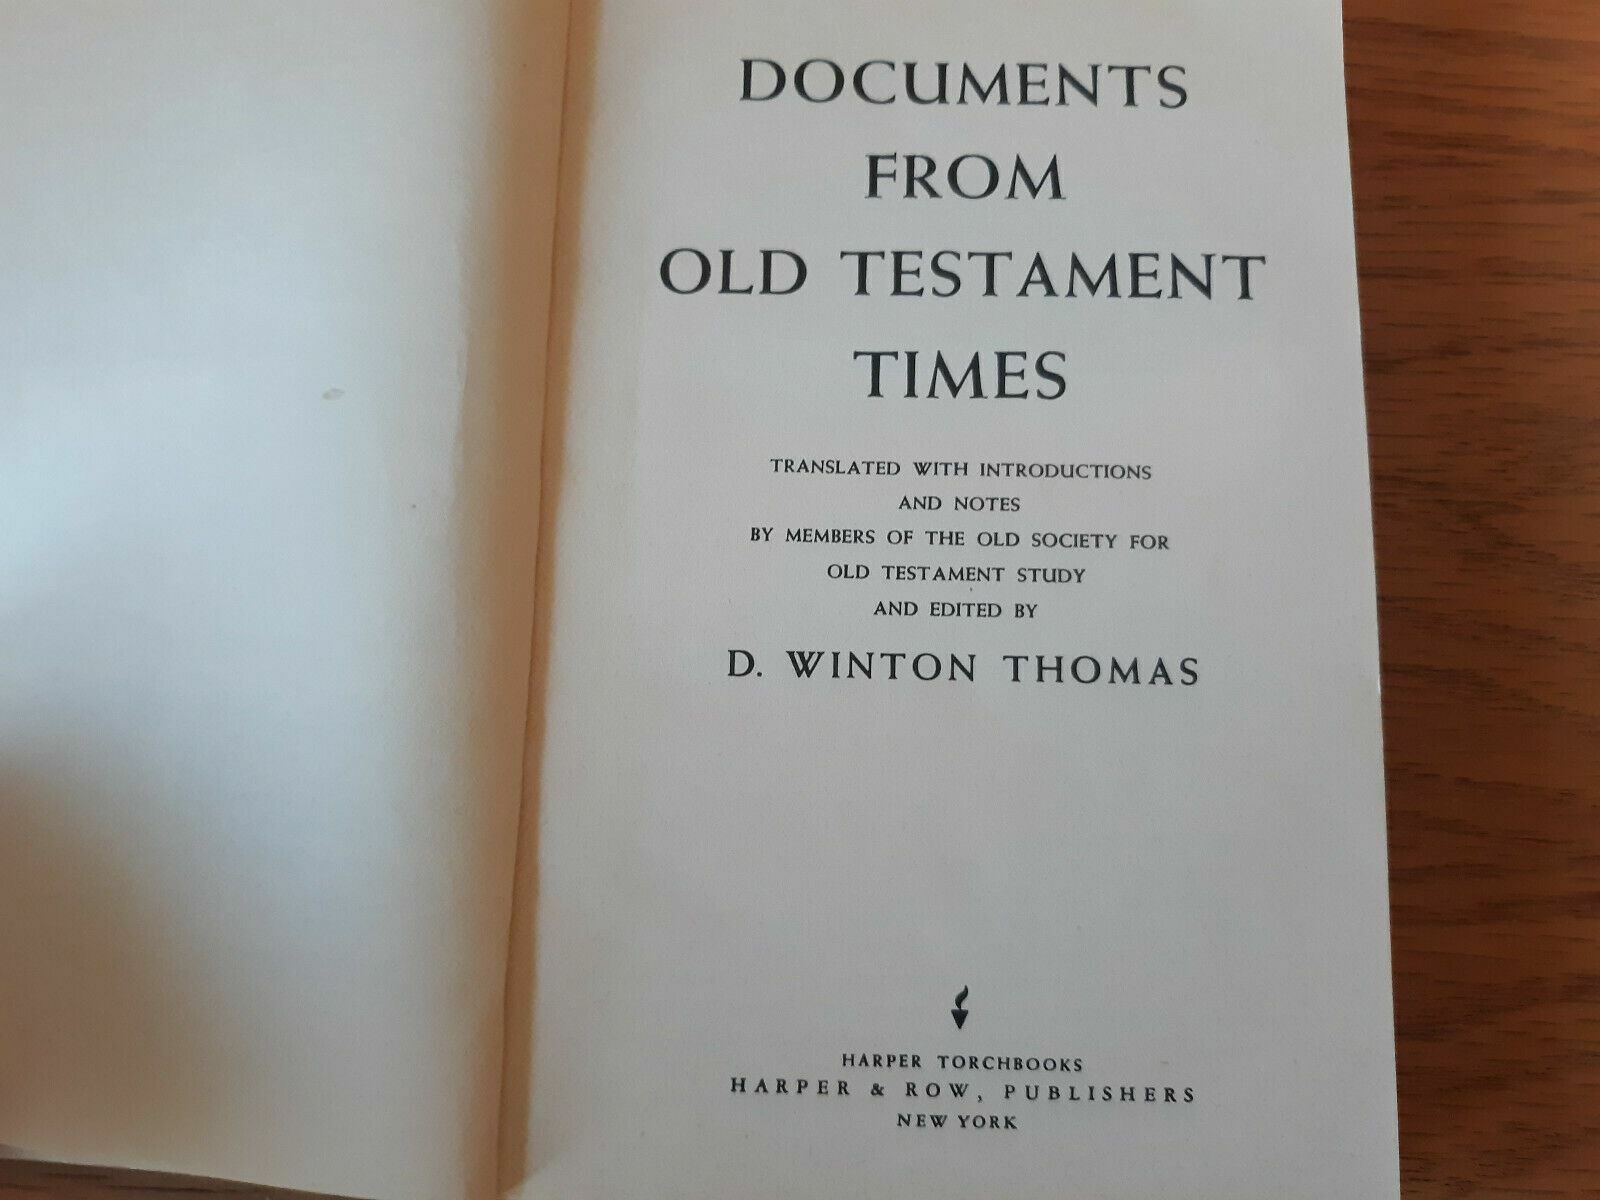 DOCUMENTS
FROM
OLD TESTAMENT
TIMES
TRANSLATED WITH INTRODUCTIONS
AND NOTES
BY MEMBERS OF THE OLD SOCIETY FOR
OLD TESTAMENT STUDY
AND EDITED BY
D. WINTON THOMAS
HARPER TORCHBOOKS
HARPER & ROW, PUBLISHERS
NEW YORK